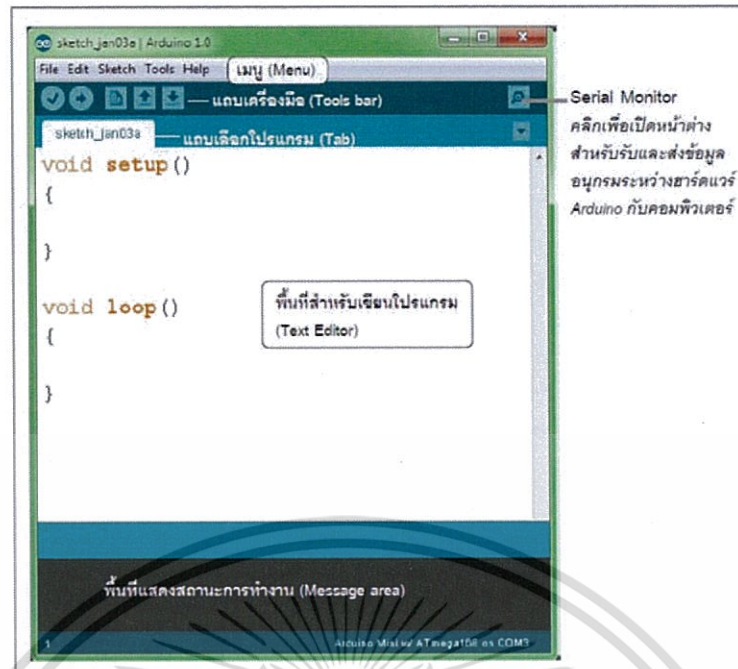 sketch_jan03a | Arduino 1.0
File Edit Sketch Tools Help เมนู (Menu)
แถบเครื่องมือ (Tools bar)
Serial Monitor
คลิกเพื่อเปิดหน้าต่าง
สำหรับรับและส่งข้อมูล
อนุกรมระหว่างฮาร์ดแวร์
Arduino กับคอมพิวเตอร์
sketch_jan03a แถบเลือกโปรแกรม (Tab)
void setup()
{
}
void loop()
{
}
พื้นที่สำหรับเขียนโปรแกรม
(Text Editor)
พื้นที่แสดงสถานะการทำงาน (Message area)
1 Arduino Mini w/ ATmega168 on COM3